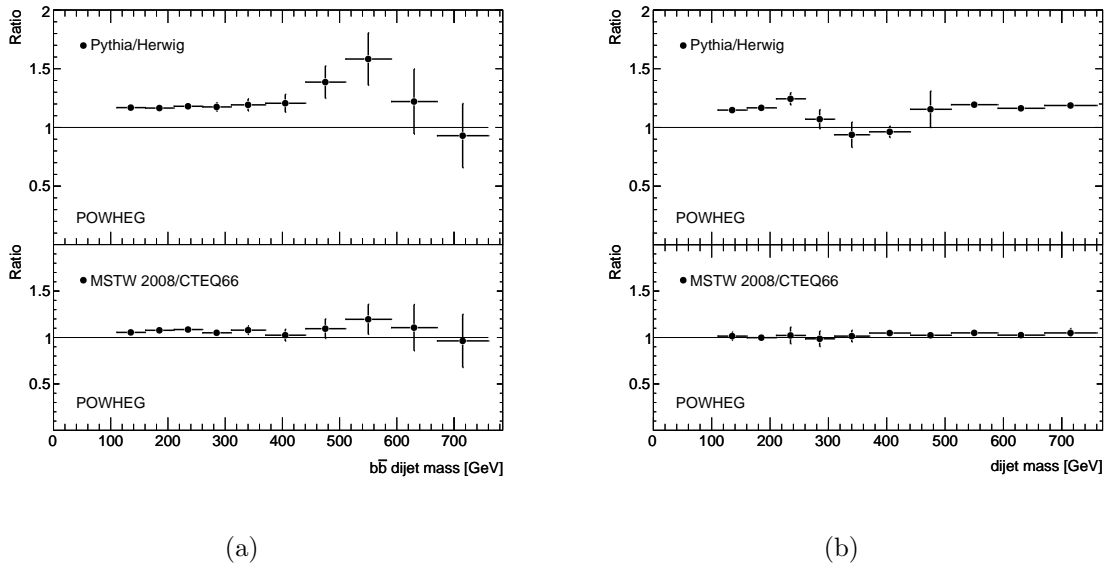 Ratio
2
1.5
1
0.5
Pythia/Herwig
POWHEG
Ratio
1.5
1
0.5
MSTW 2008/CTEQ66
POWHEG
0 100 200 300 400 500 600 700
bb̅ dijet mass [GeV]
(a)
Ratio
2
1.5
1
0.5
Pythia/Herwig
POWHEG
Ratio
1.5
1
0.5
MSTW 2008/CTEQ66
POWHEG
0 100 200 300 400 500 600 700
dijet mass [GeV]
(b)